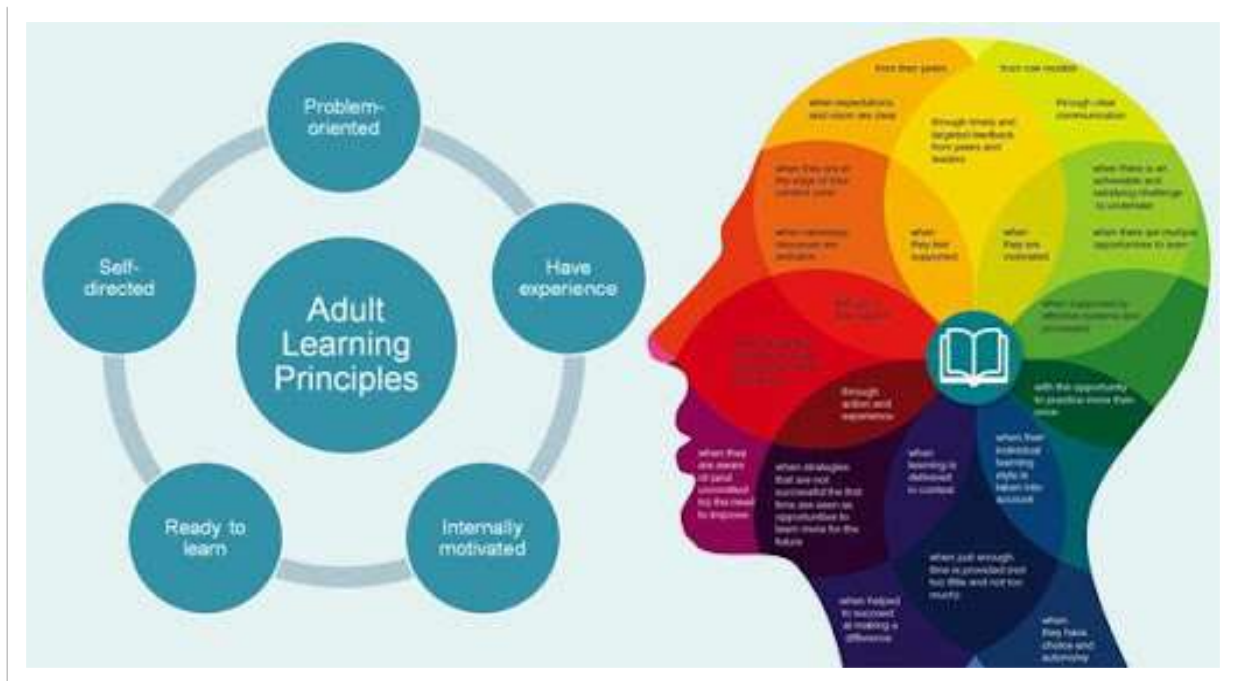 Problem-
oriented
Self-
directed
Have
experience
Adult
Learning
Principles
Ready to
learn
Internally
motivated
from their peers
from role models
when expectations
and vision are clear
through clear
communication
through timely and
targeted feedback
from peers and
leaders
when they are at
the edge of their
comfort zone
when there is an
achievable and
satisfying challenge
to undertake
when necessary
resources are
available
when
they feel
supported
when
they are
motivated
when there are multiple
opportunities to learn
when supported by
effective systems and
processes
through
action and
experience
with the opportunity
to practice more than
once
when they
are aware
of (and
committed
to) the need
to improve
when strategies
that are not
successful the first
time are seen as
opportunities to
learn more for the
future
when
learning is
delivered
in context
when their
individual
learning
style is
taken into
account
when just enough
time is provided (not
too little and not too
much)
when helped
to succeed
at making a
difference
when
they have
choice and
autonomy